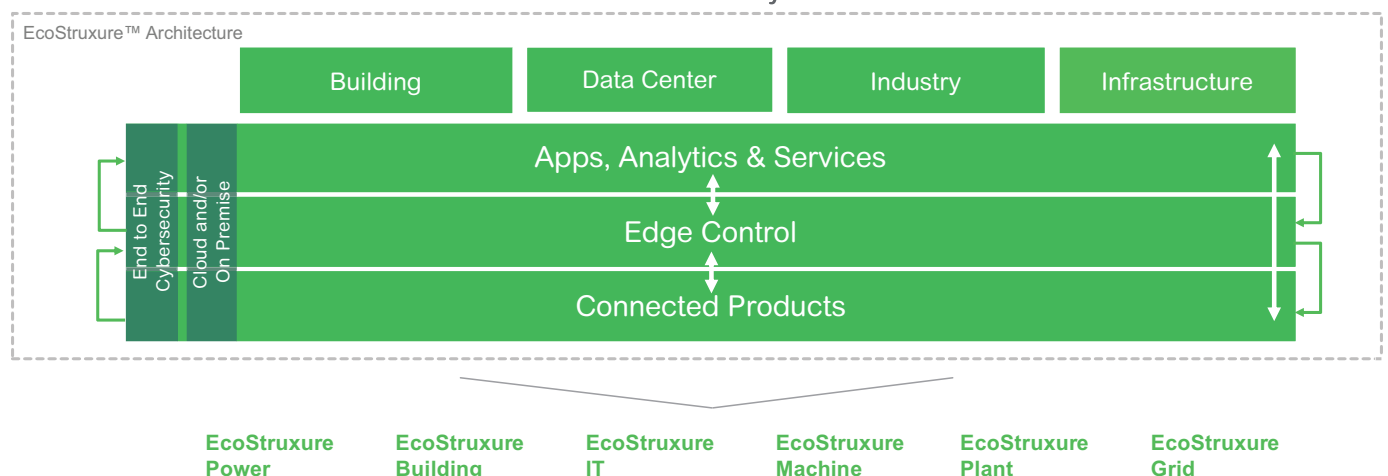 EcoStruxure™ Architecture
Building
Data Center
Industry
Infrastructure
End to End
Cybersecurity
Cloud and/or
On Premise
Apps, Analytics & Services
Edge Control
Connected Products
EcoStruxure
Power
EcoStruxure
Building
EcoStruxure
IT
EcoStruxure
Machine
EcoStruxure
Plant
EcoStruxure
Grid